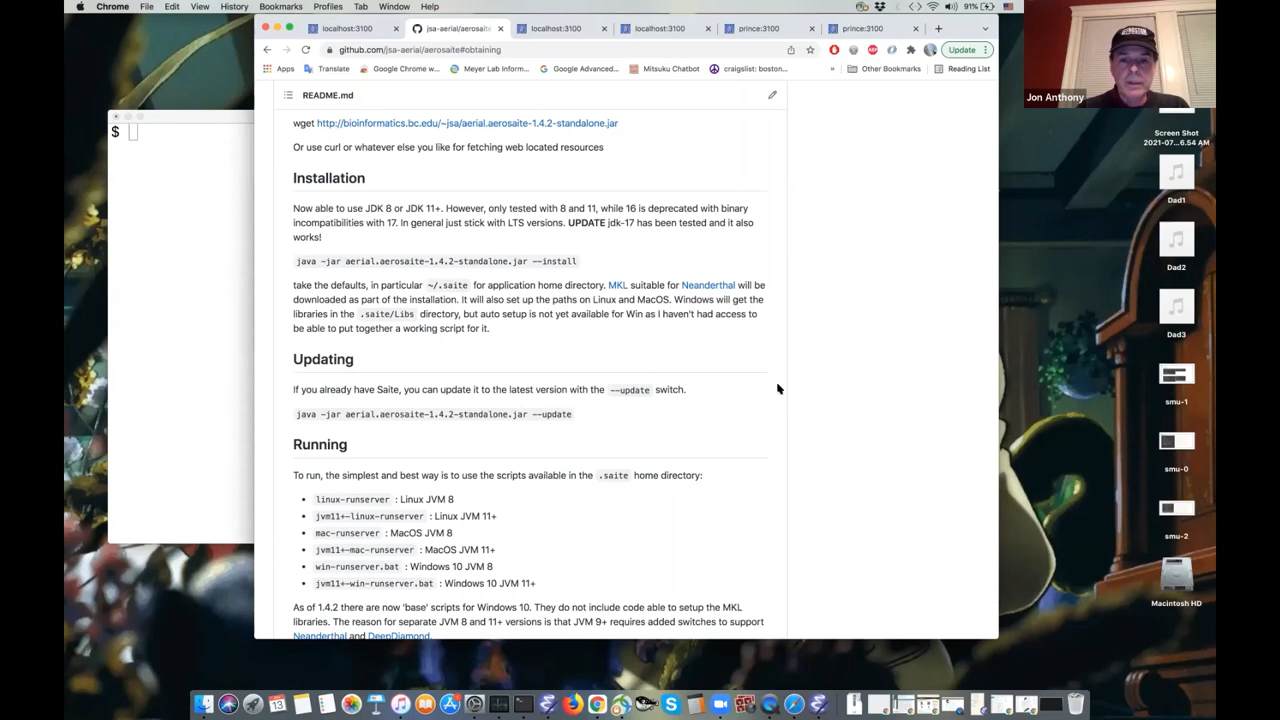 Chrome File Edit View History Bookmarks Profiles Tab Window Help 91%
localhost:3100 jsa-aerial/aerosaite localhost:3100 localhost:3100 prince:3100 prince:3100
github.com/jsa-aerial/aerosaite#obtaining Update
Apps Translate Google Chrome w... Meyer Lab Inform... Google Advanced... Mitsuku Chatbot craigslist: boston... » Other Bookmarks Reading List
README.md
$
wget http://bioinformatics.bc.edu/~jsa/aerial.aerosaite-1.4.2-standalone.jar
Or use curl or whatever else you like for fetching web located resources
Installation
Now able to use JDK 8 or JDK 11+. However, only tested with 8 and 11, while 16 is deprecated with binary
incompatibilities with 17. In general just stick with LTS versions. UPDATE jdk-17 has been tested and it also
works!
java -jar aerial.aerosaite-1.4.2-standalone.jar --install
take the defaults, in particular ~/.saite for application home directory. MKL suitable for Neanderthal will be
downloaded as part of the installation. It will also set up the paths on Linux and MacOS. Windows will get the
libraries in the .saite/Libs directory, but auto setup is not yet available for Win as I haven't had access to
be able to put together a working script for it.
Updating
If you already have Saite, you can update it to the latest version with the --update switch.
java -jar aerial.aerosaite-1.4.2-standalone.jar --update
Running
To run, the simplest and best way is to use the scripts available in the .saite home directory:
• linux-runserver : Linux JVM 8
• jvm11+-linux-runserver : Linux JVM 11+
• mac-runserver : MacOS JVM 8
• jvm11+-mac-runserver : MacOS JVM 11+
• win-runserver.bat : Windows 10 JVM 8
• jvm11+-win-runserver.bat : Windows 10 JVM 11+
As of 1.4.2 there are now 'base' scripts for Windows 10. They do not include code able to setup the MKL
libraries. The reason for separate JVM 8 and 11+ versions is that JVM 9+ requires added switches to support
Neanderthal and DeepDiamond.
Jon Anthony
Screen Shot
2021-07...6.54 AM
Dad1
Dad2
Dad3
smu-1
smu-0
smu-2
Macintosh HD